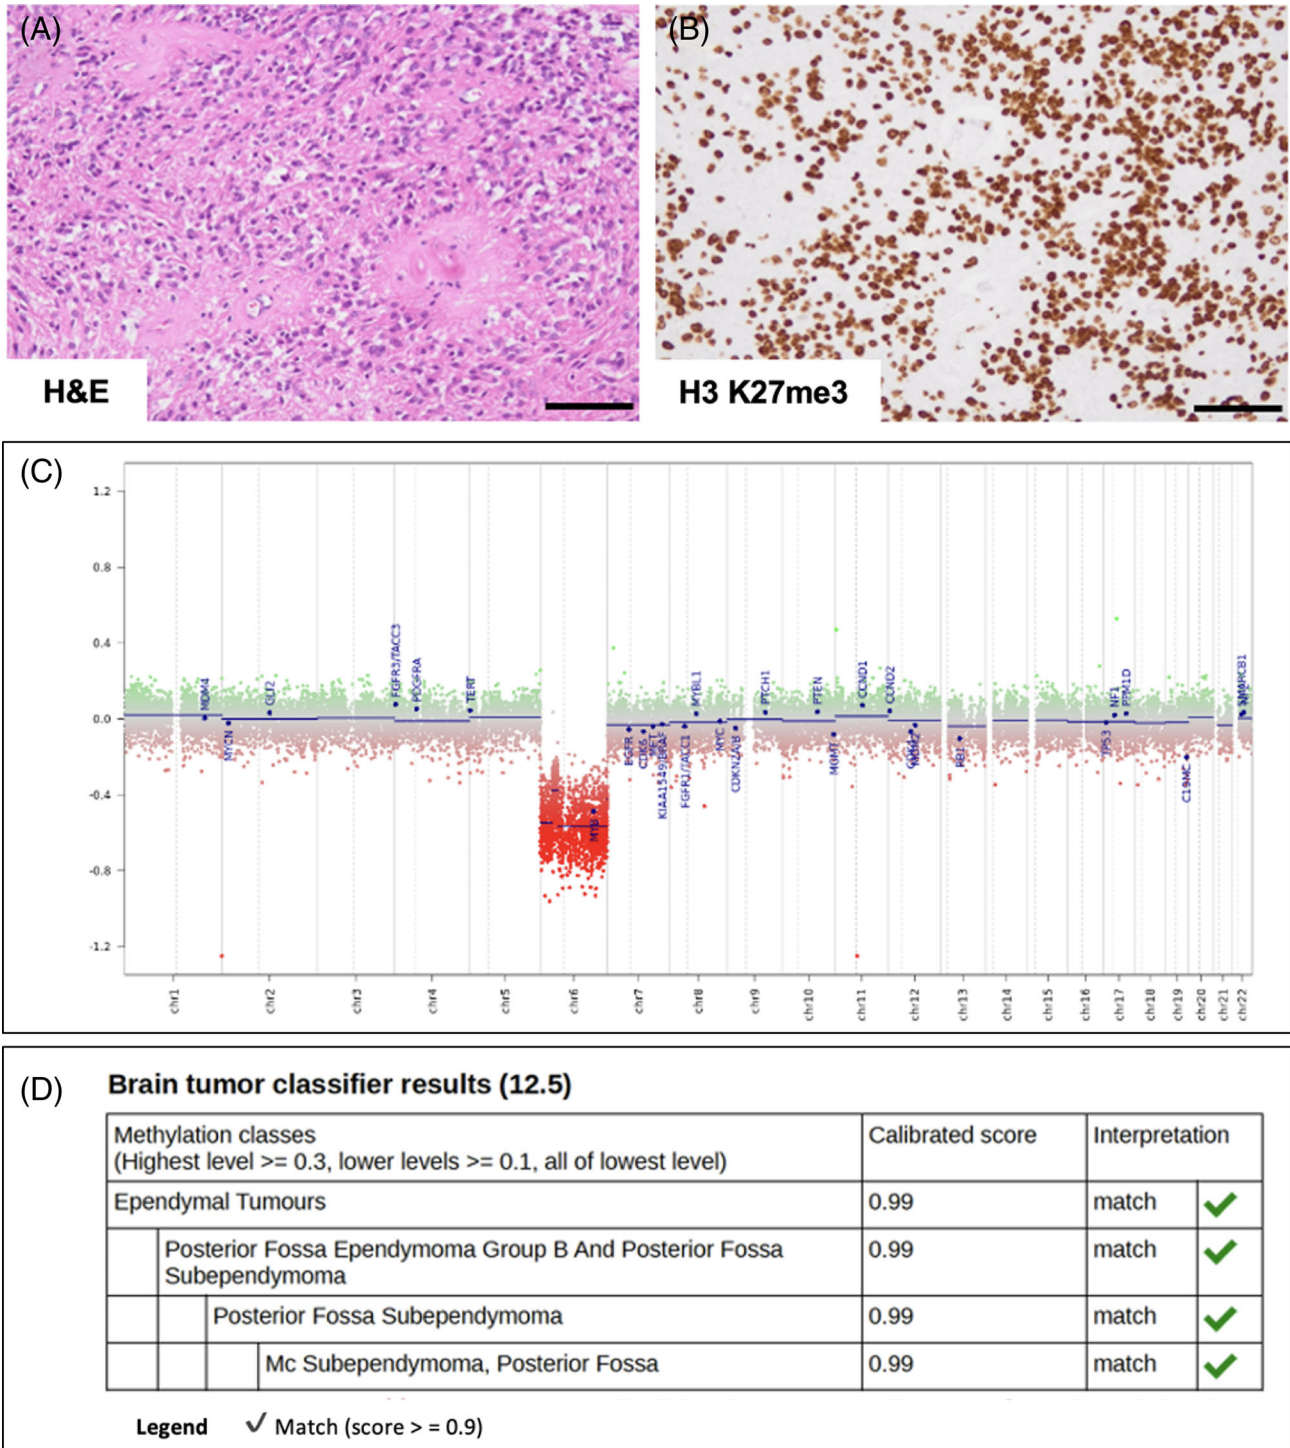 (A)
(B)
H&E
H3 K27me3
(C)
1.2
0.8
0.4
0.0
-0.4
-0.8
-1.2
MDM4
MYCN
GLI2
FGFR3/TACC3
PDGFRA
TERT
MYB
EGFR
CDK6
MET
KIAA1549/BRAF
FGFR1/TACC1
MYBL1
MYC
CDKN2A/B
PTCH1
PTEN
MGMT
CCND1
CCND2
CDK4
RB1
TP53
NF1
PPM1D
C19MC
SMARCB1
chr1
chr2
chr3
chr4
chr5
chr6
chr7
chr8
chr9
chr10
chr11
chr12
chr13
chr14
chr15
chr16
chr17
chr18
chr19
chr20
chr21
chr22
(D)
Brain tumor classifier results (12.5)
Methylation classes
(Highest level >= 0.3, lower levels >= 0.1, all of lowest level)
Calibrated score
Interpretation
Ependymal Tumours
0.99
match
Posterior Fossa Ependymoma Group B And Posterior Fossa
Subependymoma
0.99
match
Posterior Fossa Subependymoma
0.99
match
Mc Subependymoma, Posterior Fossa
0.99
match
Legend
Match (score > = 0.9)